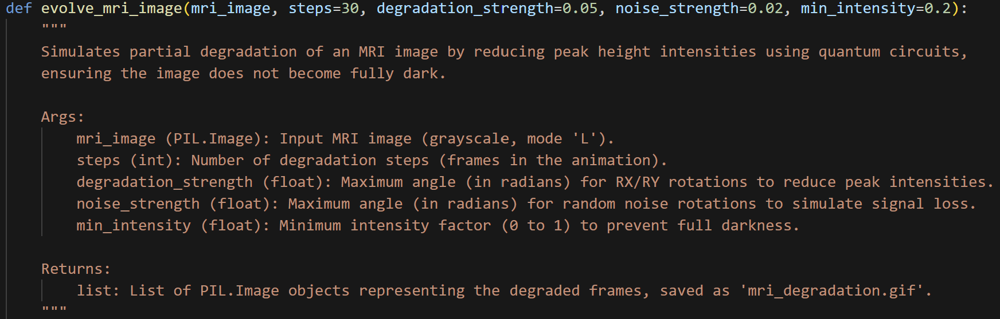 def evolve_mri_image(mri_image, steps=30, degradation_strength=0.05, noise_strength=0.02, min_intensity=0.2):
"""
Simulates partial degradation of an MRI image by reducing peak height intensities using quantum circuits,
ensuring the image does not become fully dark.
Args:
mri_image (PIL.Image): Input MRI image (grayscale, mode 'L').
steps (int): Number of degradation steps (frames in the animation).
degradation_strength (float): Maximum angle (in radians) for RX/RY rotations to reduce peak intensities.
noise_strength (float): Maximum angle (in radians) for random noise rotations to simulate signal loss.
min_intensity (float): Minimum intensity factor (0 to 1) to prevent full darkness.
Returns:
list: List of PIL.Image objects representing the degraded frames, saved as 'mri_degradation.gif'.
"""